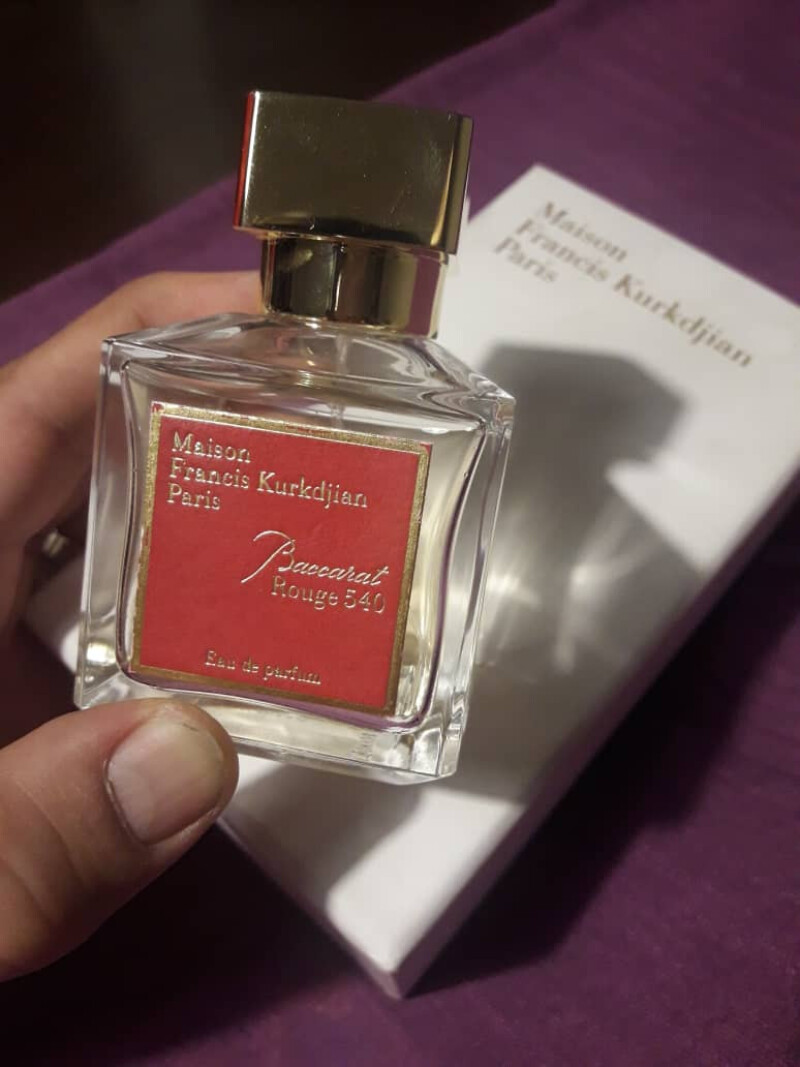 Maison
Francis Kurkdjian
Paris
Maison
Francis Kurkdjian
Paris
Baccarat
Rouge 540
Eau de parfum